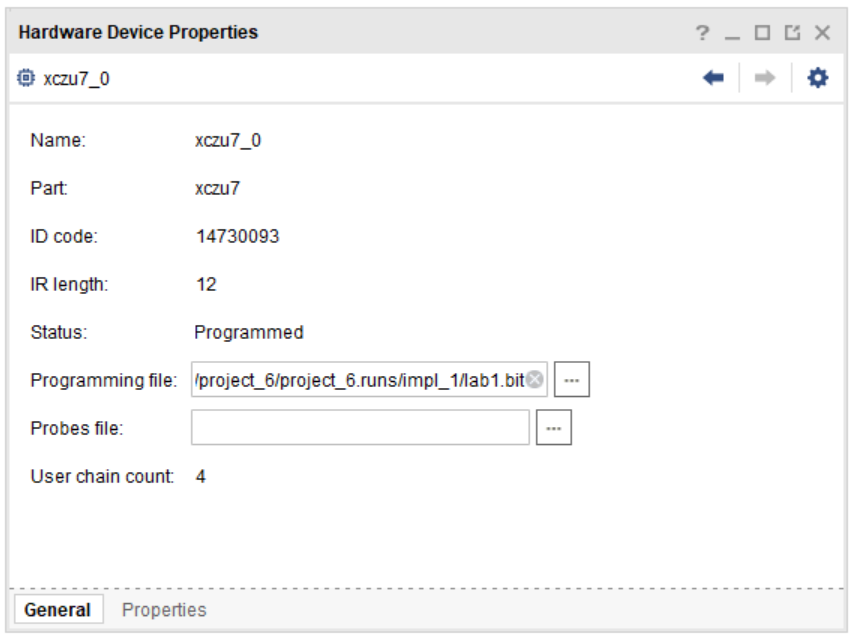 Hardware Device Properties ?
xczu7_0
Name: xczu7_0
Part: xczu7
ID code: 14730093
IR length: 12
Status: Programmed
Programming file: /project_6/project_6.runs/impl_1/lab1.bit ...
Probes file: ...
User chain count: 4
General Properties